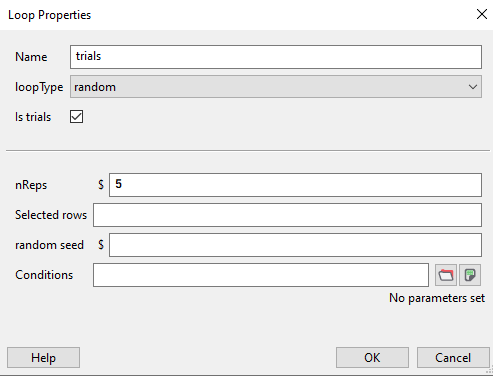 Loop Properties
Name trials
loopType random
Is trials
nReps $ 5
Selected rows
random seed $
Conditions
No parameters set
Help OK Cancel